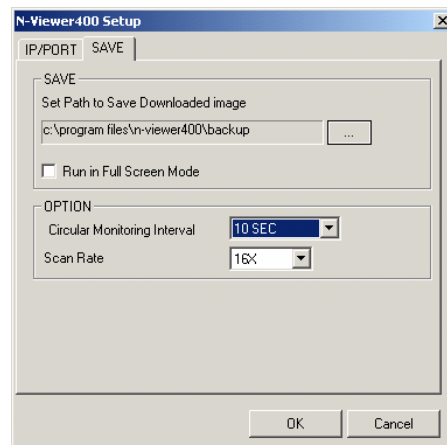 N-Viewer400 Setup
IP/PORT SAVE
SAVE
Set Path to Save Downloaded image
c:\program files\n-viewer400\backup ...
Run in Full Screen Mode
OPTION
Circular Monitoring Interval 10 SEC
Scan Rate 16X
OK Cancel